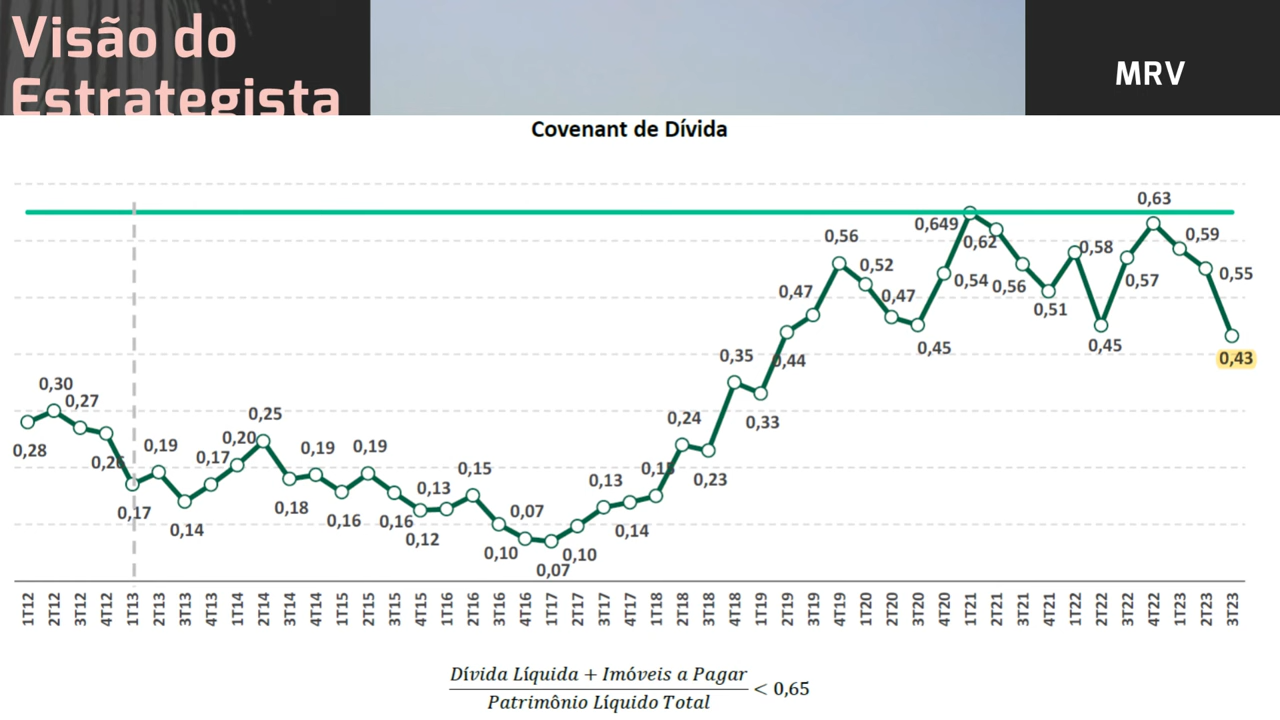 Visão do
Estrategista
MRV
Covenant de Dívida
0,28
0,30
0,27
0,26
0,17
0,19
0,14
0,17
0,20
0,25
0,18
0,19
0,16
0,19
0,16
0,12
0,13
0,15
0,10
0,07
0,07
0,10
0,13
0,14
0,15
0,24
0,23
0,35
0,33
0,44
0,47
0,56
0,52
0,47
0,45
0,54
0,649
0,62
0,56
0,51
0,58
0,45
0,57
0,63
0,59
0,55
0,43
1T12
2T12
3T12
4T12
1T13
2T13
3T13
4T13
1T14
2T14
3T14
4T14
1T15
2T15
3T15
4T15
1T16
2T16
3T16
4T16
1T17
2T17
3T17
4T17
1T18
2T18
3T18
4T18
1T19
2T19
3T19
4T19
1T20
2T20
3T20
4T20
1T21
2T21
3T21
4T21
1T22
2T22
3T22
4T22
1T23
2T23
3T23
Dívida Líquida + Imóveis a Pagar
Patrimônio Líquido Total
< 0,65